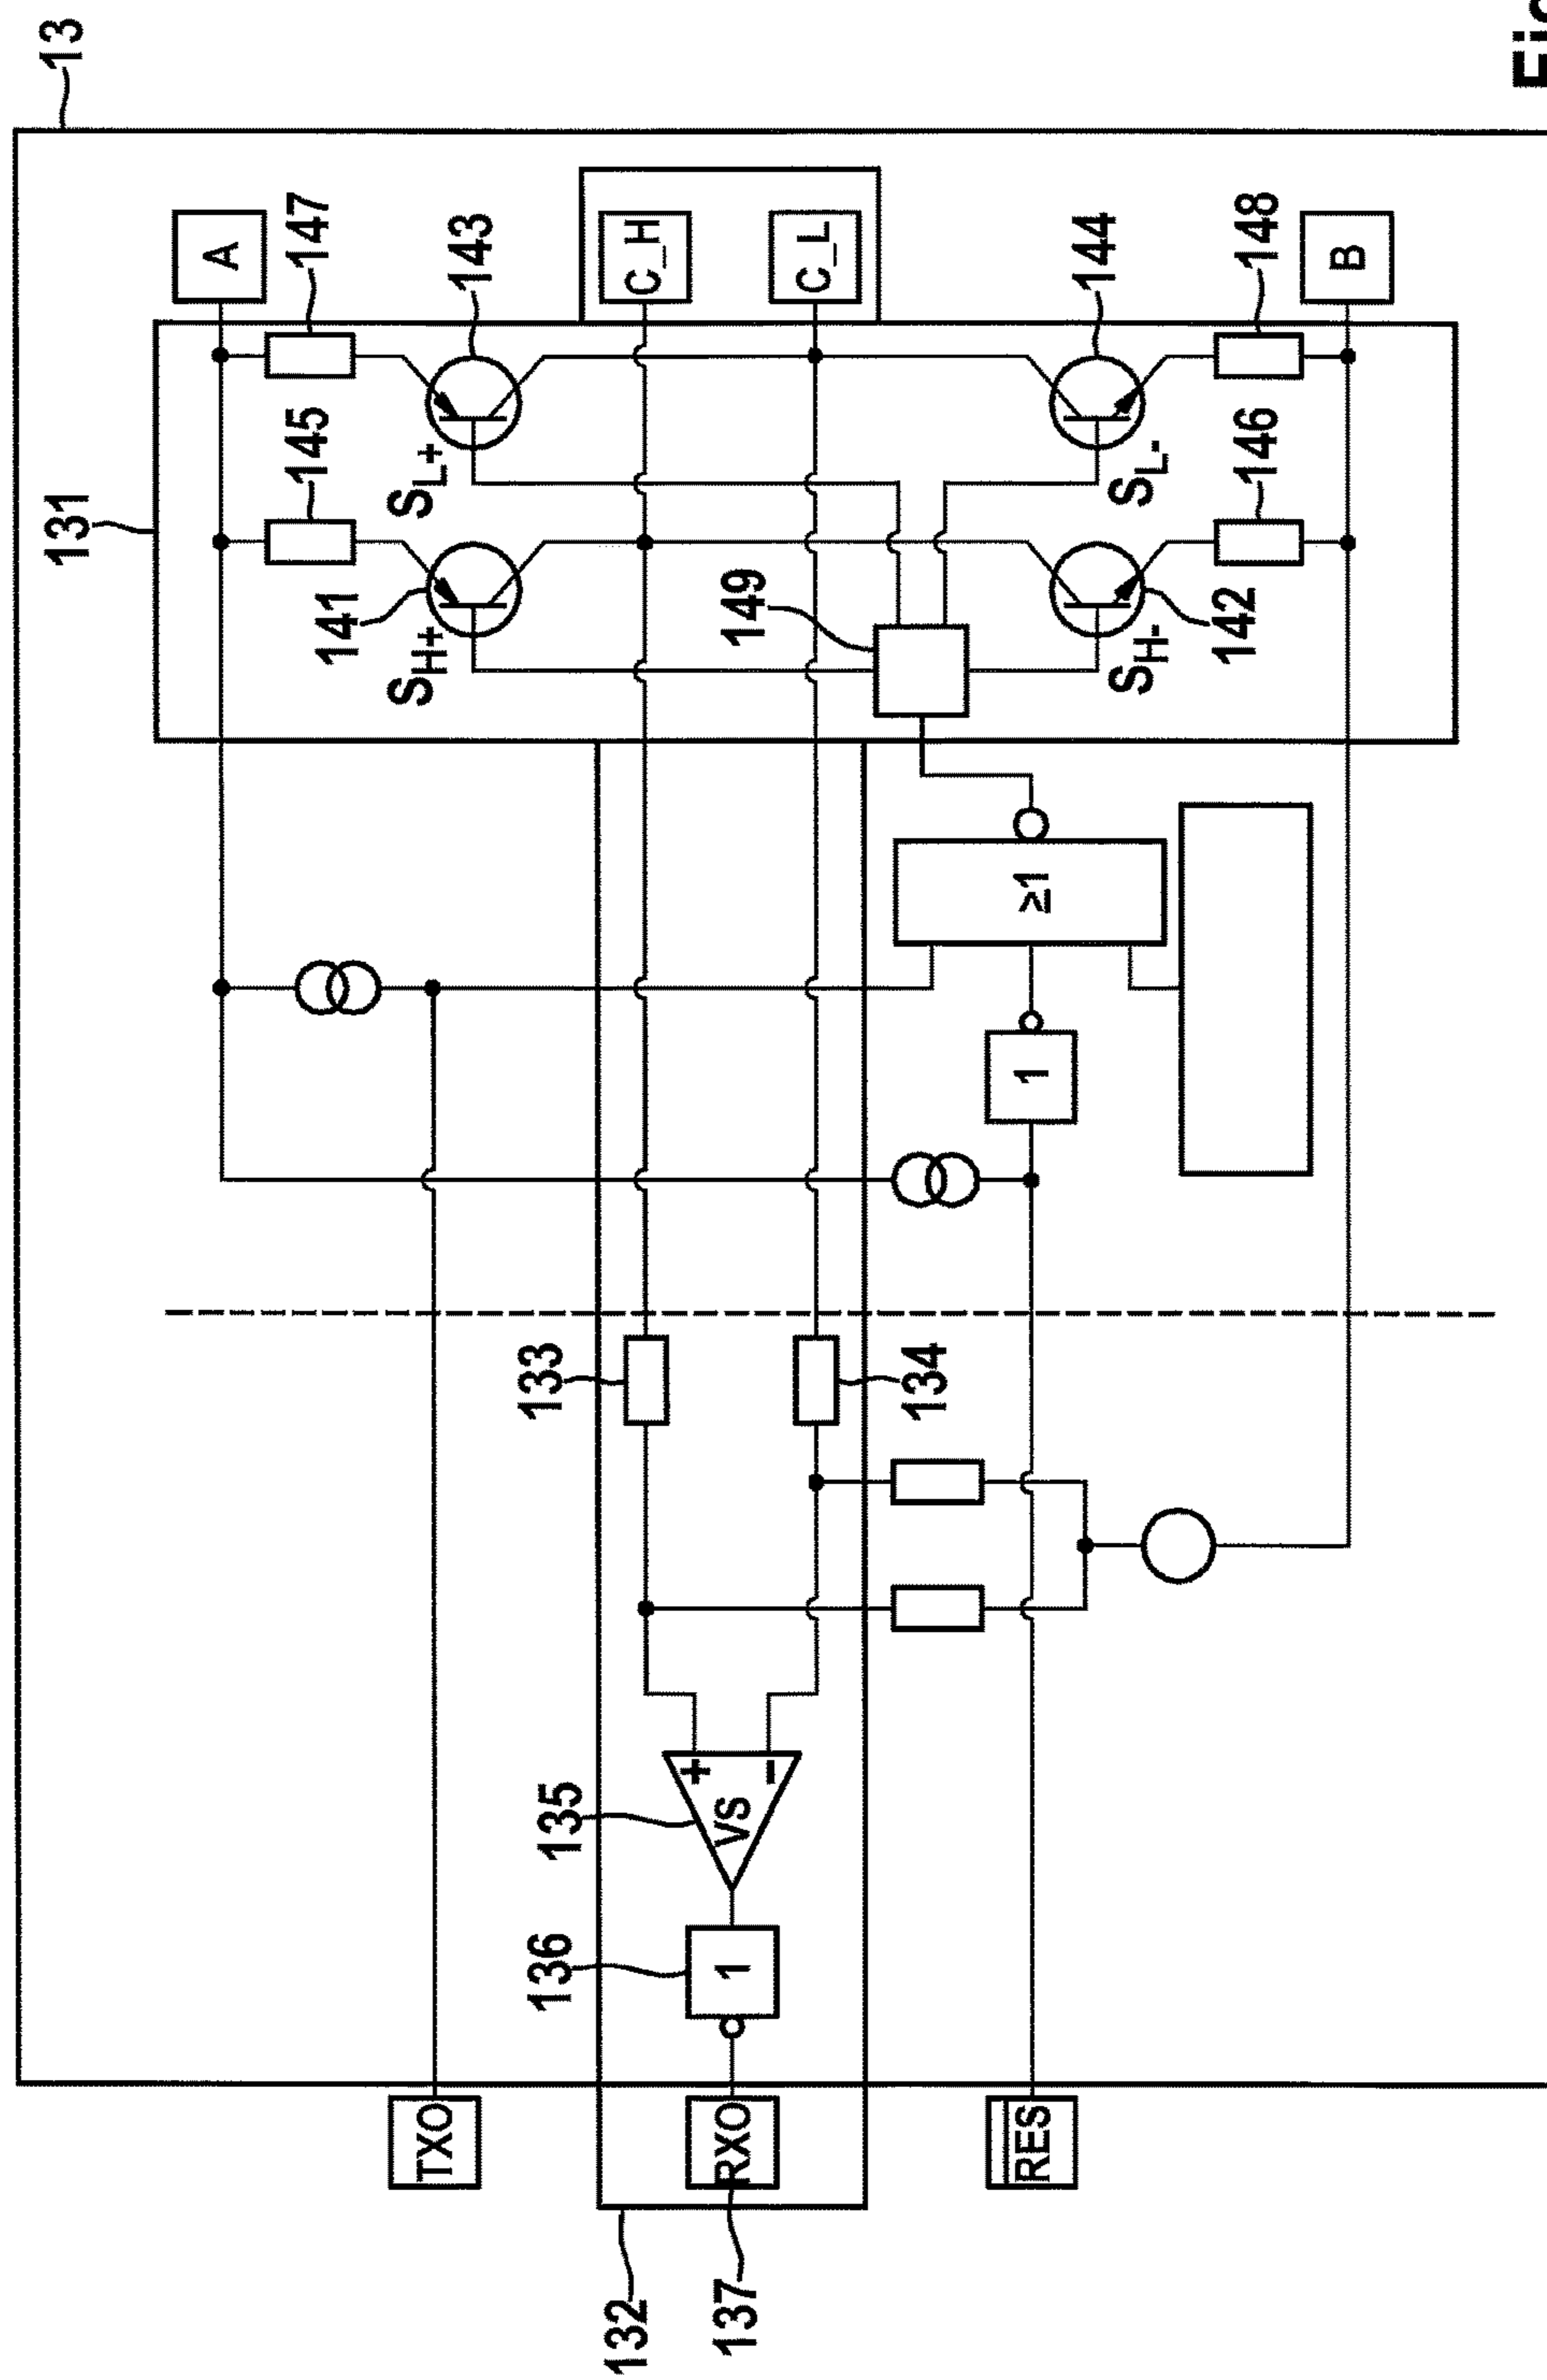 13
131
A
147
145
143
S_L+
141
S_H+
C_H
C_L
149
144
S_L-
142
S_H-
148
146
B
≥1
1
133
134
135
VS
+
−
136
1
TXO
RXO
RES
132
137